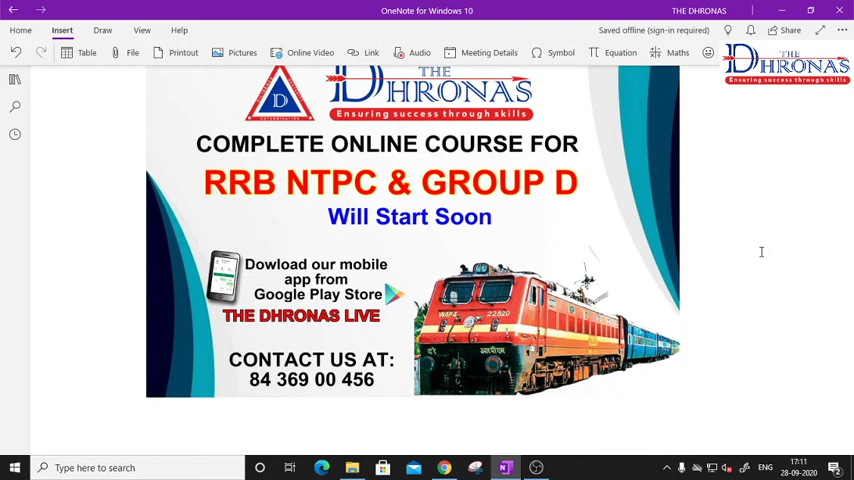 OneNote for Windows 10
THE DHRONAS
Home
Insert
Draw
View
Help
Saved offline (sign-in required)
Share
Table
File
Printout
Pictures
Online Video
Link
Audio
Meeting Details
Symbol
Equation
Maths
THE
DHRONAS
Ensuring success through skills
D
DETERMINATION
THE
DHRONAS
Ensuring success through skills
COMPLETE ONLINE COURSE FOR
RRB NTPC & GROUP D
Will Start Soon
Dowload our mobile
app from
Google Play Store
THE DHRONAS LIVE
CONTACT US AT:
84 369 00 456
WAP4
22820
Type here to search
ENG
17:11
28-09-2020
2